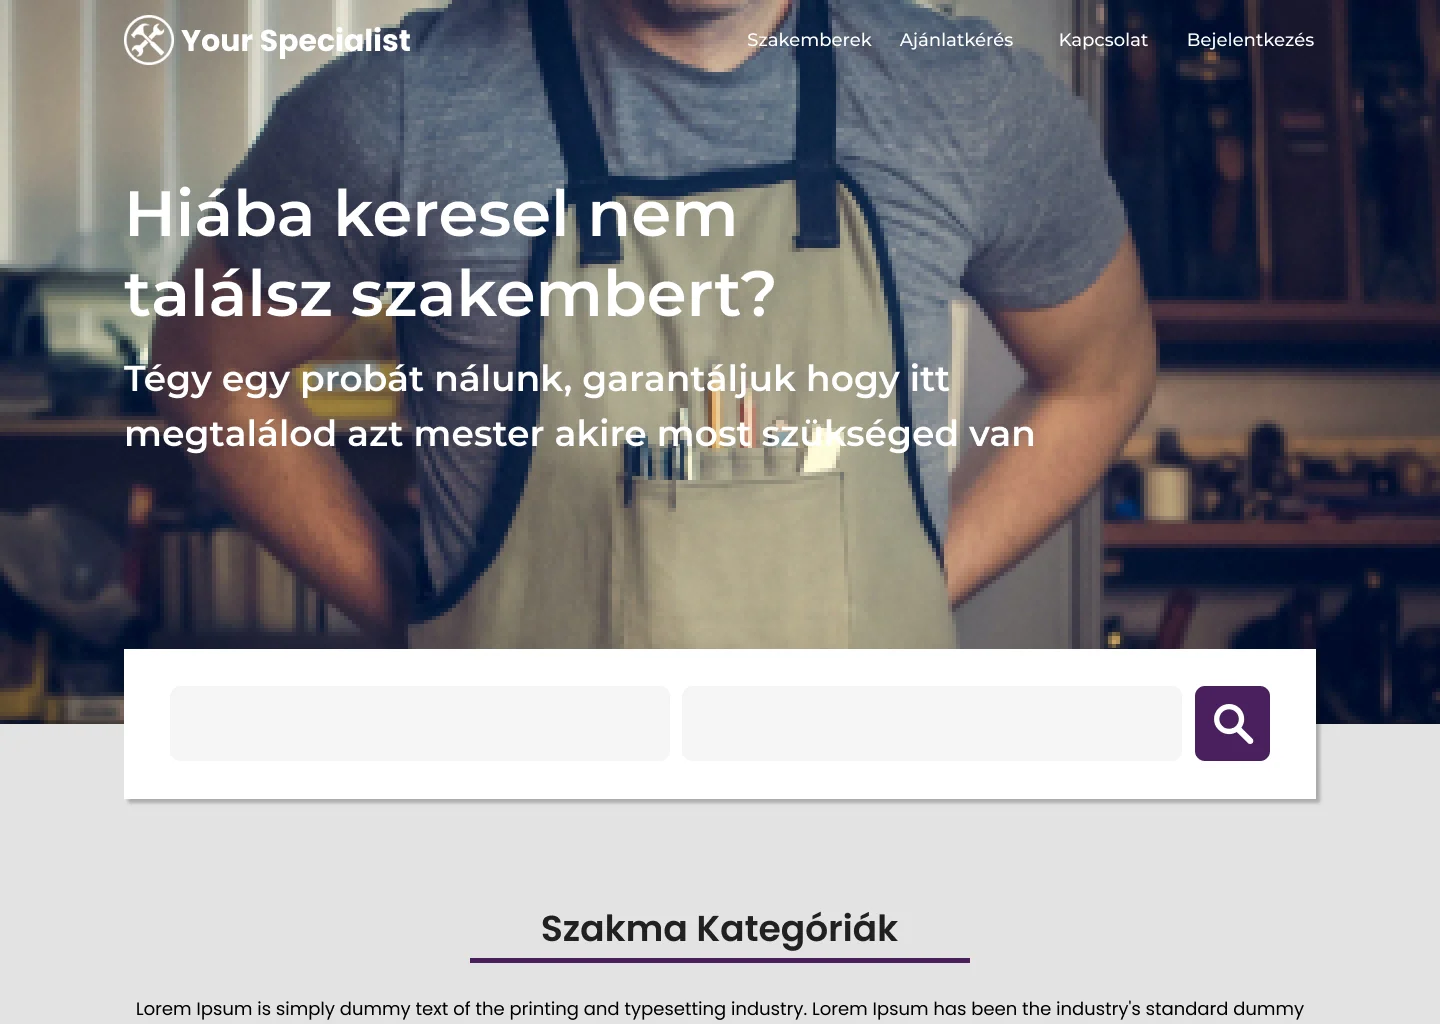 Your Specialist
Szakemberek Ajánlatkérés Kapcsolat Bejelentkezés
Hiába keresel nem
találsz szakembert?
Tégy egy probát nálunk, garantáljuk hogy itt
megtalálod azt mester akire most szükséged van
Szakma Kategóriák
Lorem Ipsum is simply dummy text of the printing and typesetting industry. Lorem Ipsum has been the industry's standard dummy